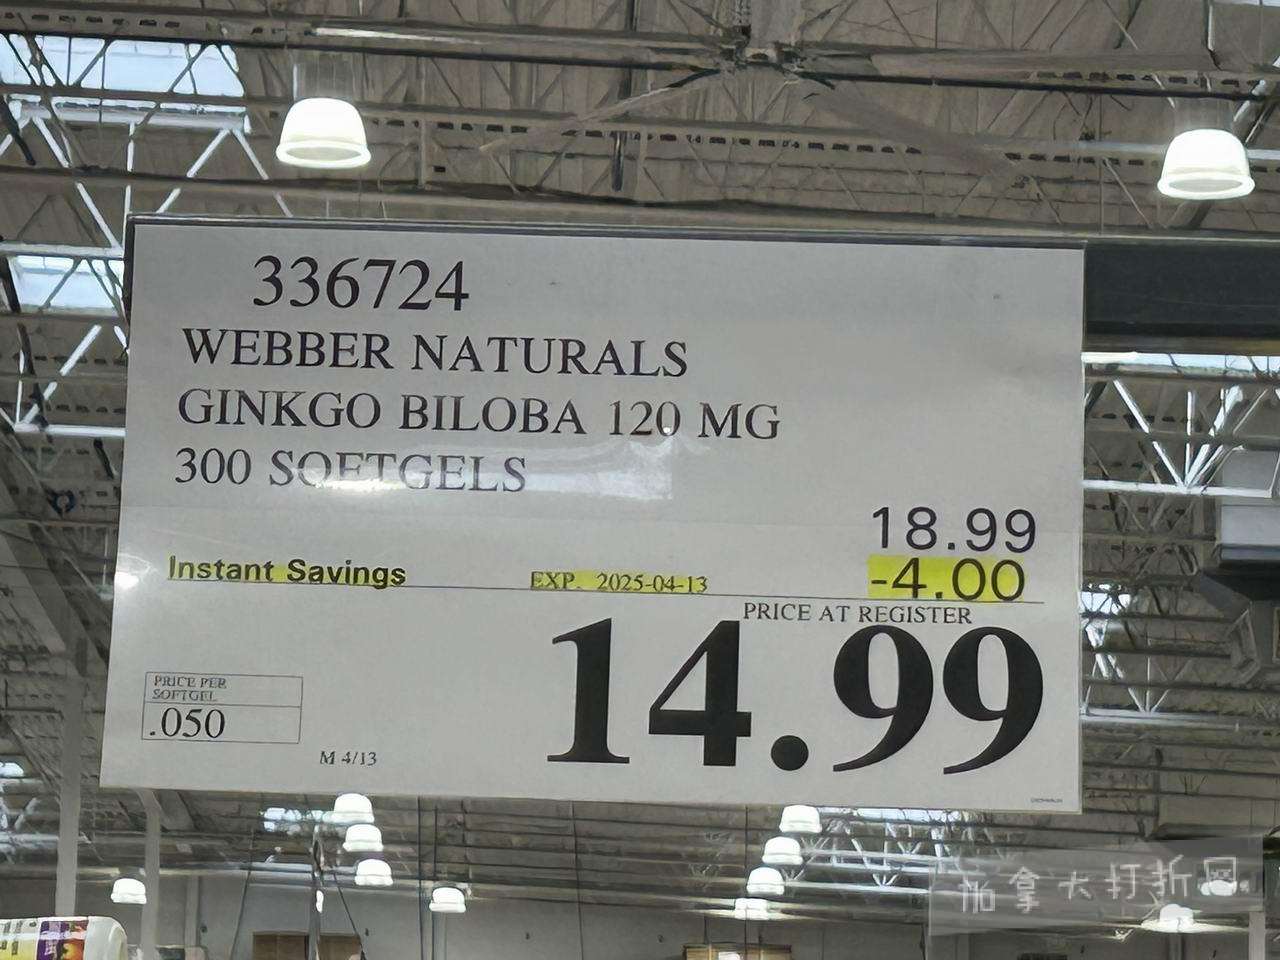 336724
WEBBER NATURALS
GINKGO BILOBA 120 MG
300 SOFTGELS
18.99
Instant Savings EXP. 2025-04-13 -4.00
PRICE AT REGISTER
14.99
PRICE PER
SOFTGEL
.050
M 4/13
加拿大打折网